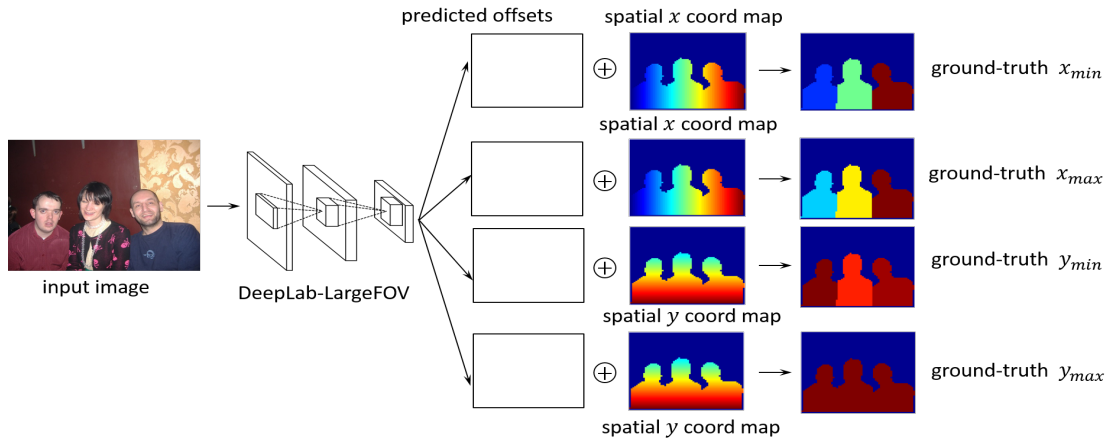 predicted offsets
spatial x coord map
ground-truth x_min
spatial x coord map
ground-truth x_max
input image
DeepLab-LargeFOV
ground-truth y_min
spatial y coord map
ground-truth y_max
spatial y coord map